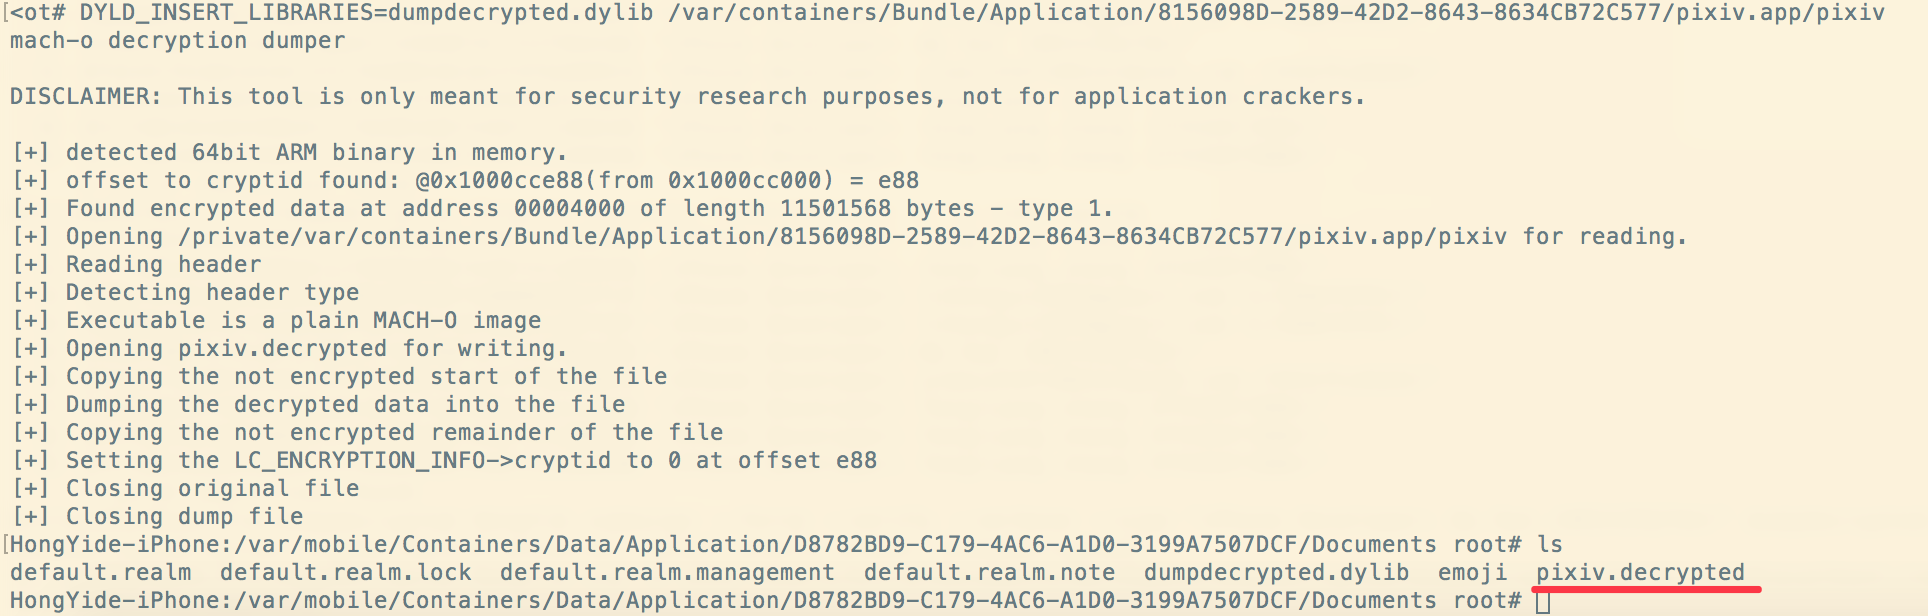 <ot# DYLD_INSERT_LIBRARIES=dumpdecrypted.dylib /var/containers/Bundle/Application/8156098D-2589-42D2-8643-8634CB72C577/pixiv.app/pixiv
mach-o decryption dumper
DISCLAIMER: This tool is only meant for security research purposes, not for application crackers.
[+] detected 64bit ARM binary in memory.
[+] offset to cryptid found: @0x1000cce88(from 0x1000cc000) = e88
[+] Found encrypted data at address 00004000 of length 11501568 bytes - type 1.
[+] Opening /private/var/containers/Bundle/Application/8156098D-2589-42D2-8643-8634CB72C577/pixiv.app/pixiv for reading.
[+] Reading header
[+] Detecting header type
[+] Executable is a plain MACH-O image
[+] Opening pixiv.decrypted for writing.
[+] Copying the not encrypted start of the file
[+] Dumping the decrypted data into the file
[+] Copying the not encrypted remainder of the file
[+] Setting the LC_ENCRYPTION_INFO->cryptid to 0 at offset e88
[+] Closing original file
[+] Closing dump file
HongYide-iPhone:/var/mobile/Containers/Data/Application/D8782BD9-C179-4AC6-A1D0-3199A7507DCF/Documents root# ls
default.realm  default.realm.lock  default.realm.management  default.realm.note  dumpdecrypted.dylib  emoji  pixiv.decrypted
HongYide-iPhone:/var/mobile/Containers/Data/Application/D8782BD9-C179-4AC6-A1D0-3199A7507DCF/Documents root#